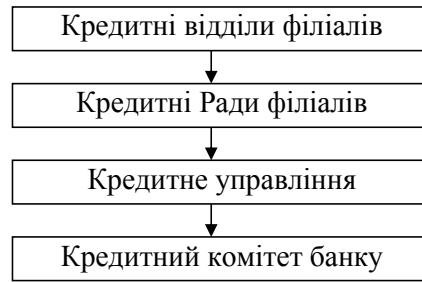 Кредитні відділи філіалів
Кредитні Ради філіалів
Кредитне управління
Кредитний комітет банку